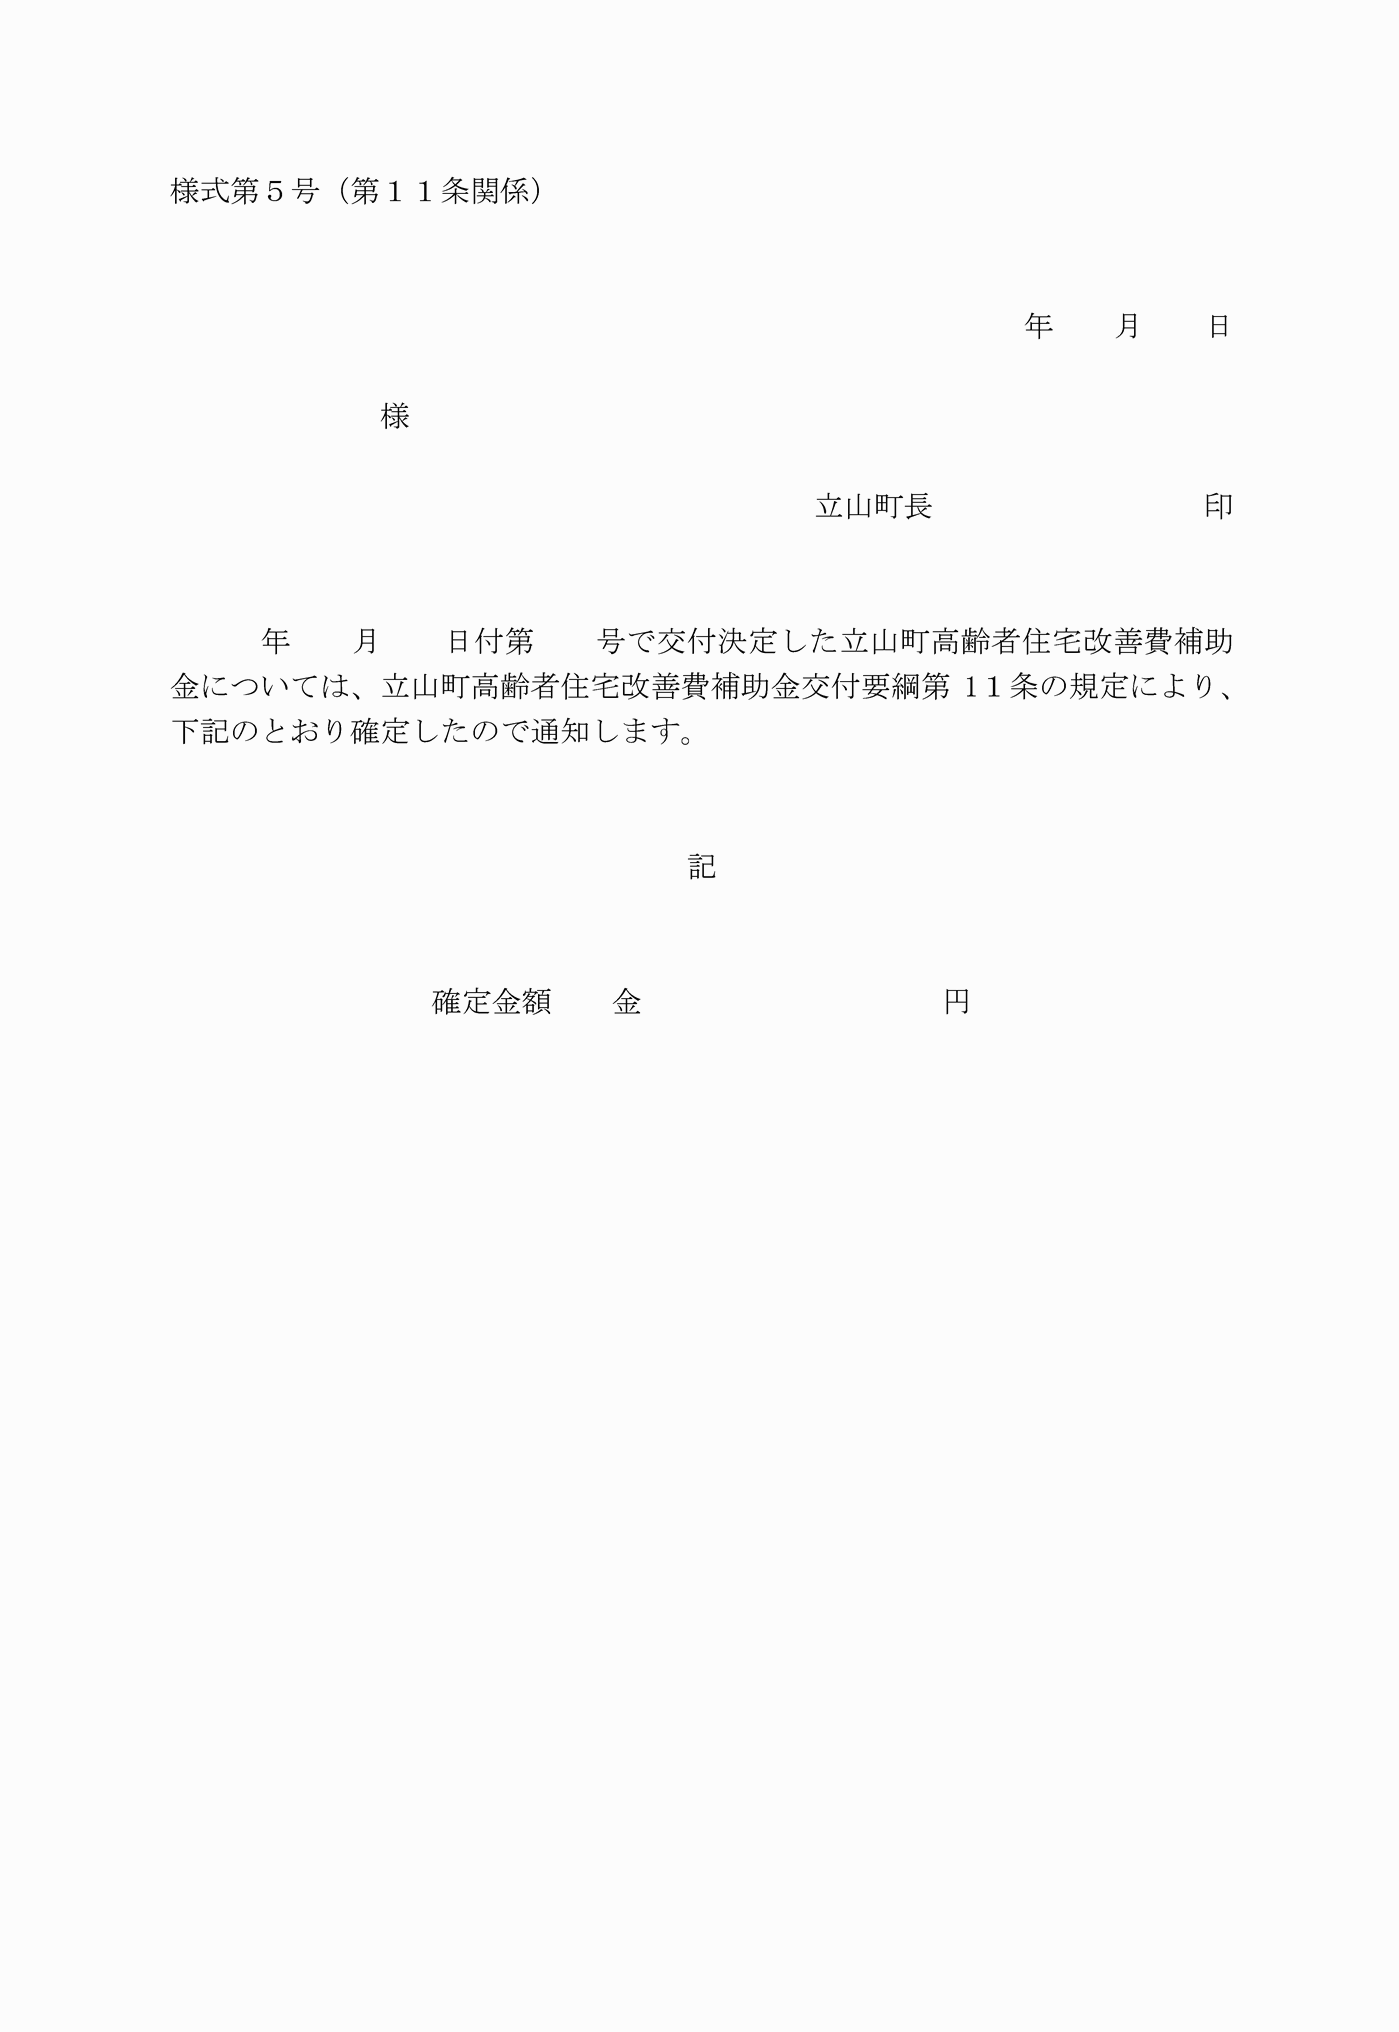 様式第５号（第１１条関係）
年　　月　　日
様
立山町長　　　　　　　　　印
年　　月　　日付第　　号で交付決定した立山町高齢者住宅改善費補助
金については、立山町高齢者住宅改善費補助金交付要綱第 11 条の規定により、
下記のとおり確定したので通知します。
記
確定金額　　金　　　　　　　　　　円